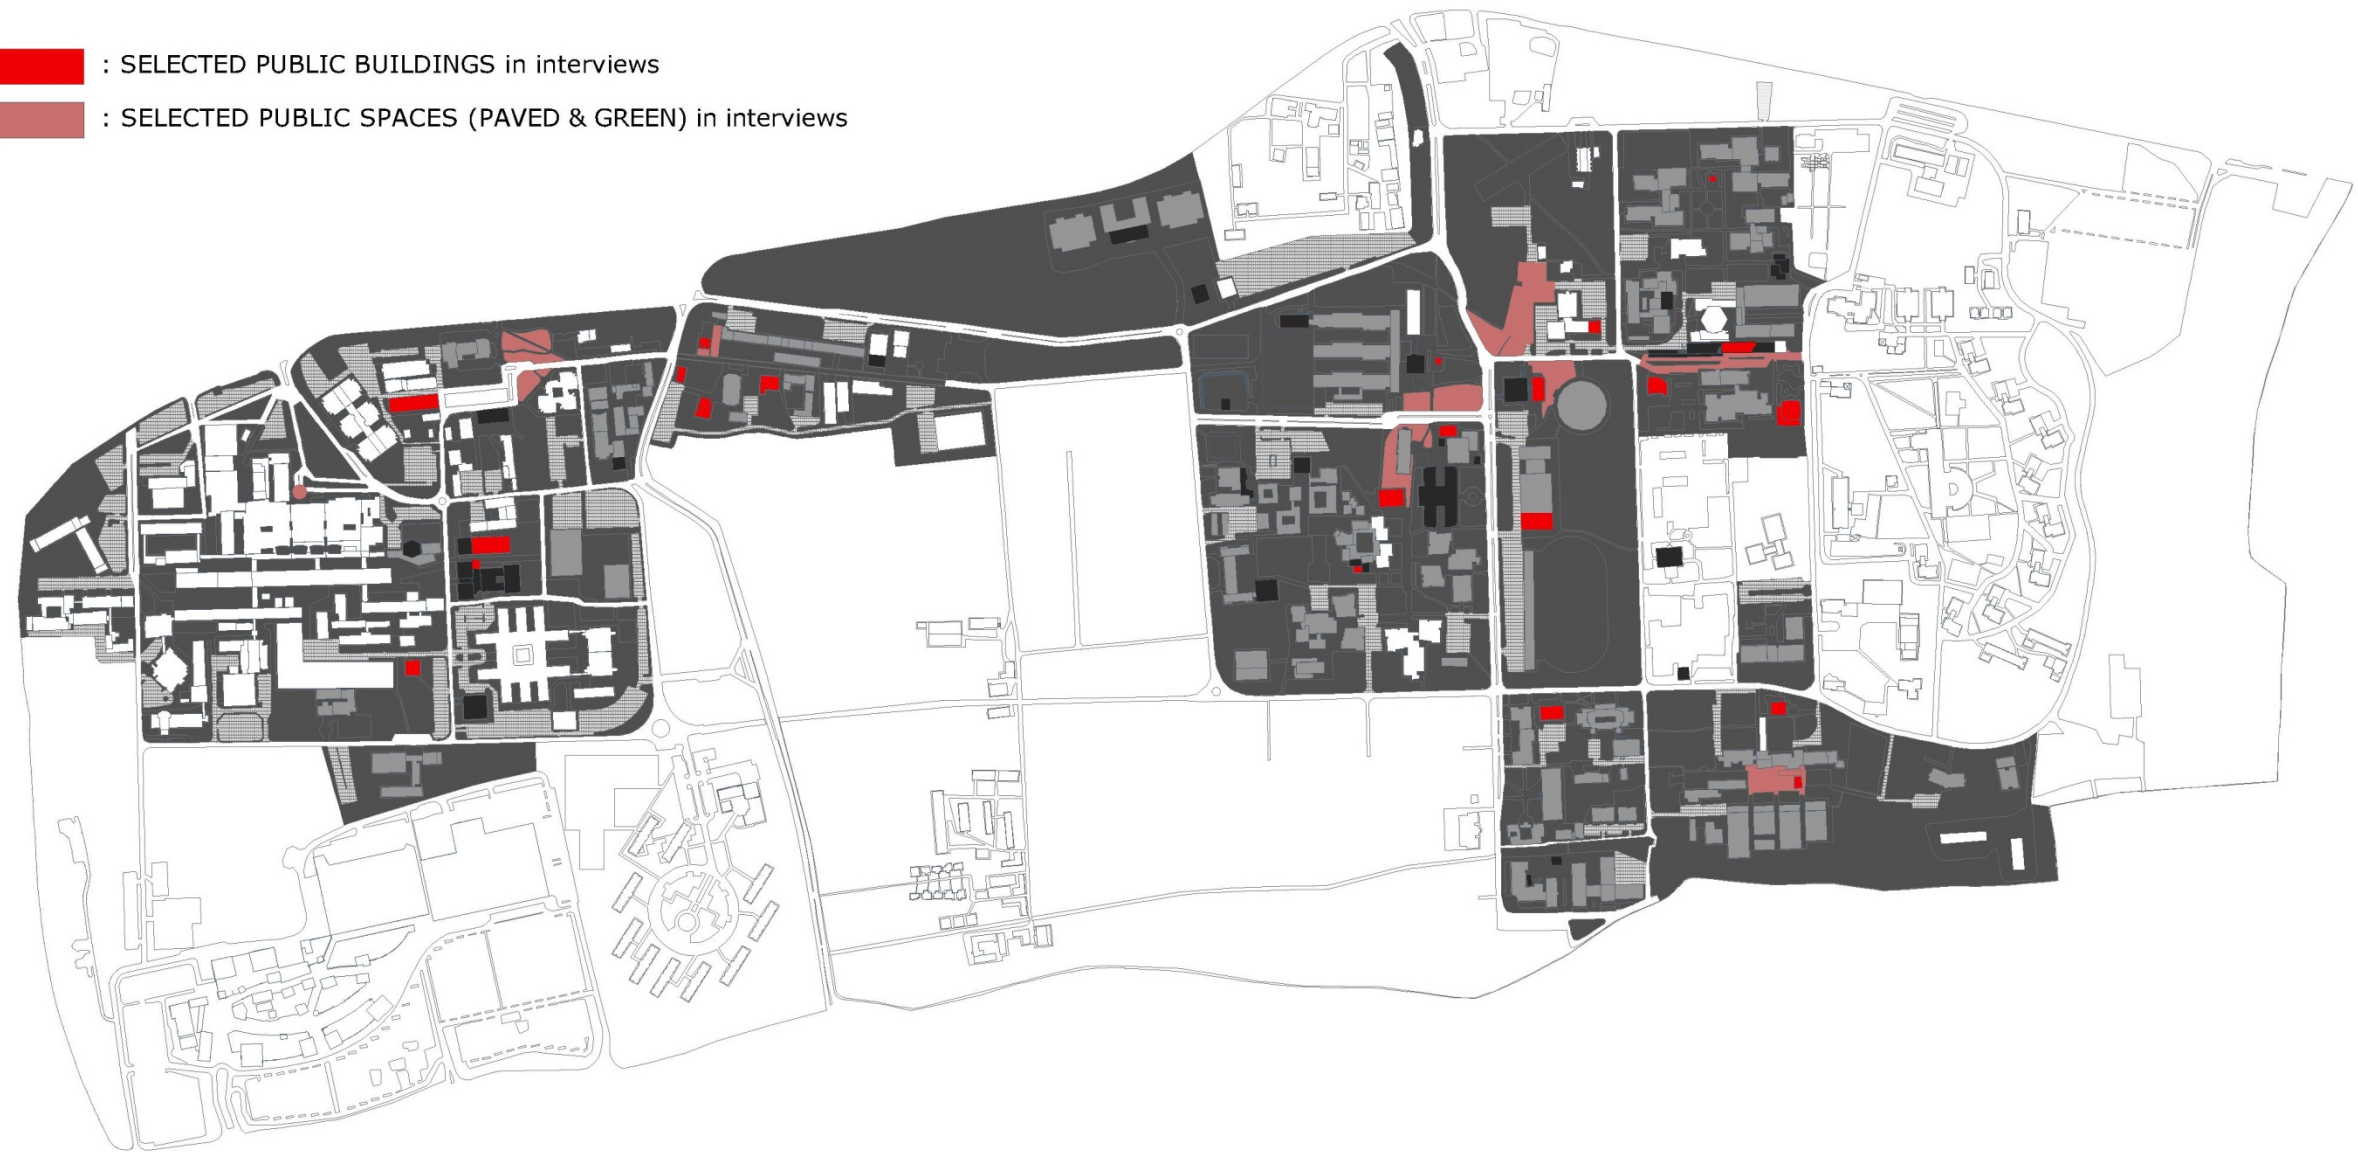 : SELECTED PUBLIC BUILDINGS in interviews
: SELECTED PUBLIC SPACES (PAVED & GREEN) in interviews